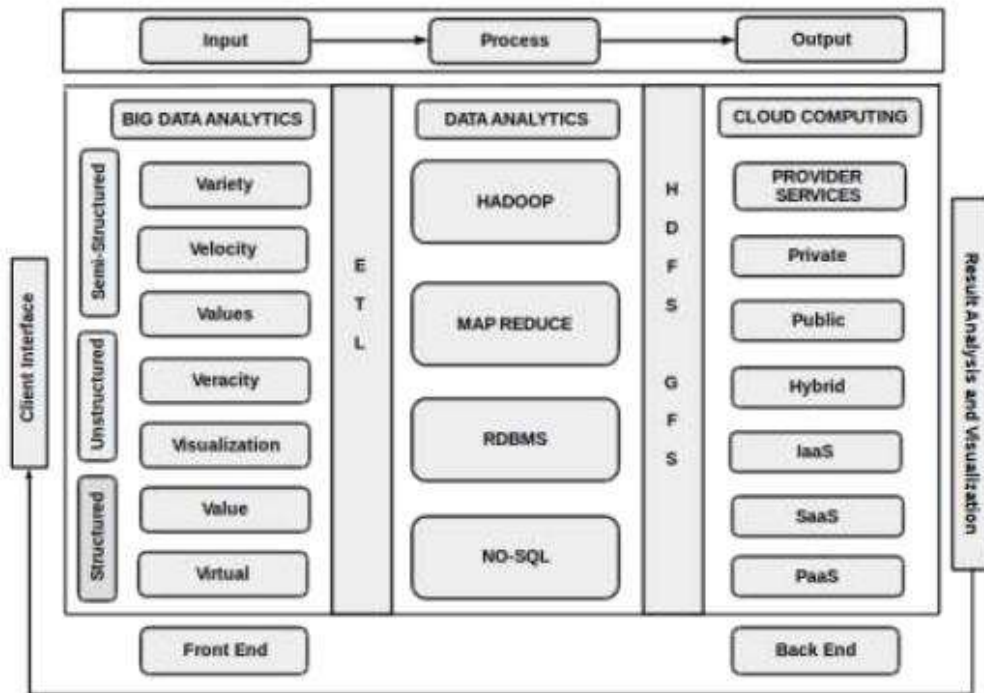 Input
Process
Output
BIG DATA ANALYTICS
DATA ANALYTICS
CLOUD COMPUTING
Client Interface
Semi-Structured
Unstructured
Structured
Variety
Velocity
Values
Veracity
Visualization
Value
Virtual
E
T
L
HADOOP
MAP REDUCE
RDBMS
NO-SQL
H
D
F
S
G
F
S
PROVIDER
SERVICES
Private
Public
Hybrid
IaaS
SaaS
PaaS
Result Analysis and Visualization
Front End
Back End